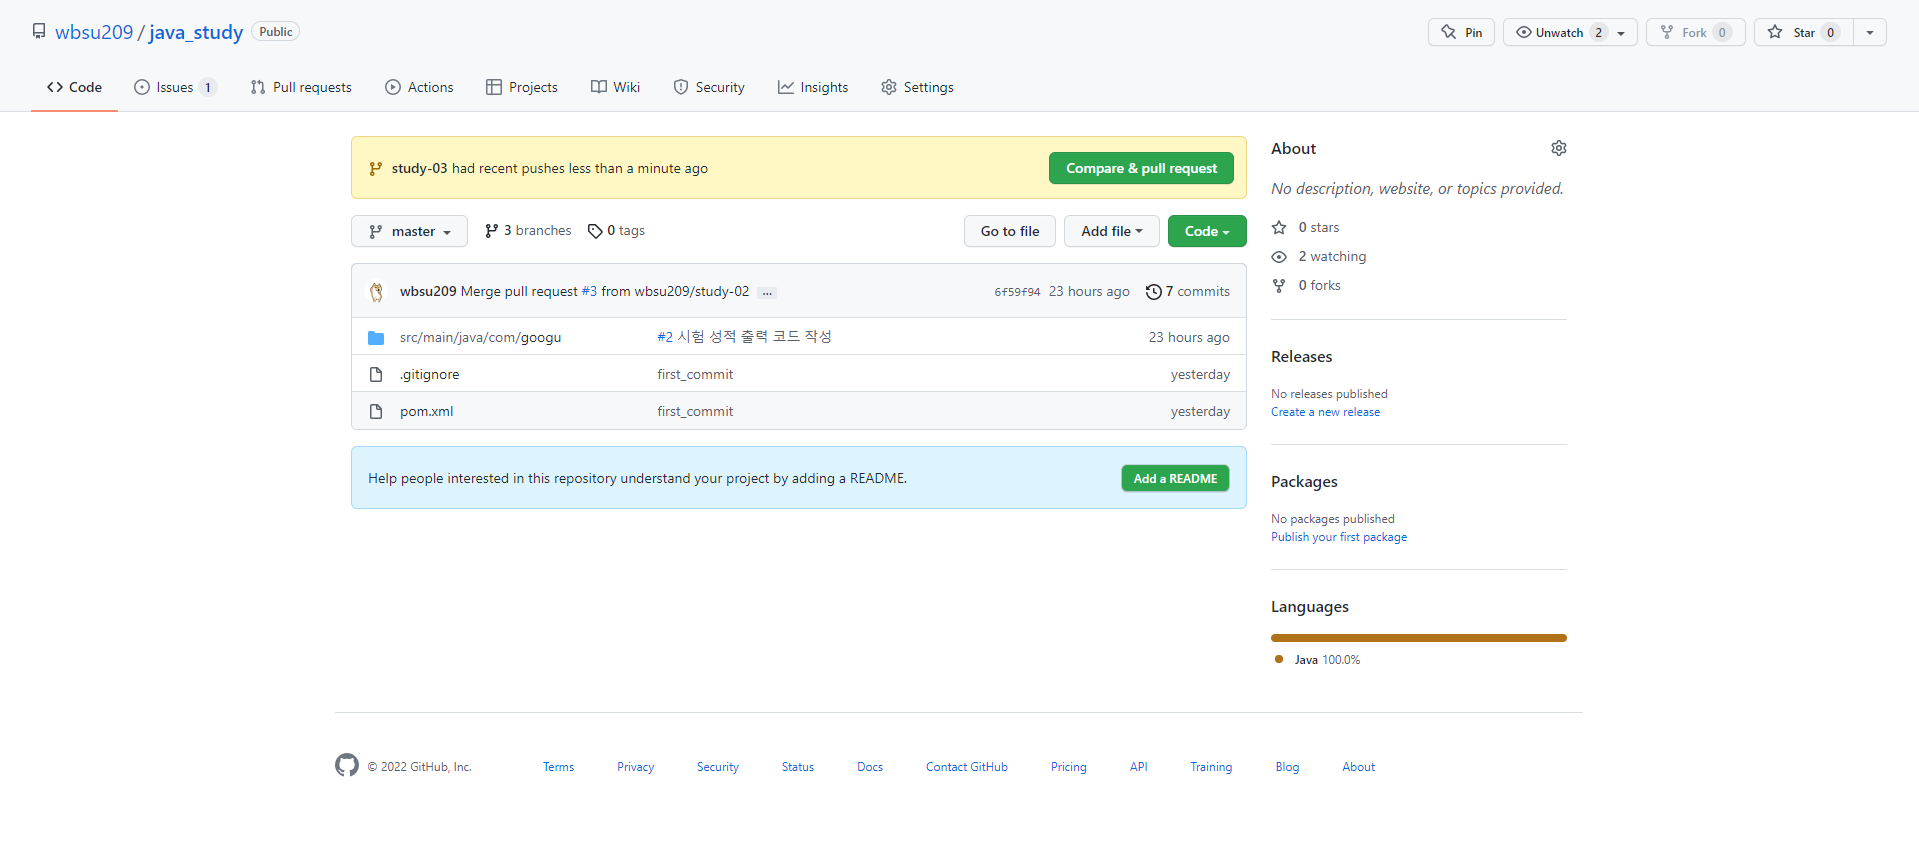 wbsu209 / java_study Public
Pin Unwatch 2 Fork 0 Star 0
Code Issues 1 Pull requests Actions Projects Wiki Security Insights Settings
study-03 had recent pushes less than a minute ago Compare & pull request
master 3 branches 0 tags Go to file Add file Code
wbsu209 Merge pull request #3 from wbsu209/study-02 ... 6f59f94 23 hours ago 7 commits
src/main/java/com/googu #2 시험 성적 출력 코드 작성 23 hours ago
.gitignore first_commit yesterday
pom.xml first_commit yesterday
Help people interested in this repository understand your project by adding a README. Add a README
About
No description, website, or topics provided.
0 stars
2 watching
0 forks
Releases
No releases published
Create a new release
Packages
No packages published
Publish your first package
Languages
Java 100.0%
© 2022 GitHub, Inc. Terms Privacy Security Status Docs Contact GitHub Pricing API Training Blog About